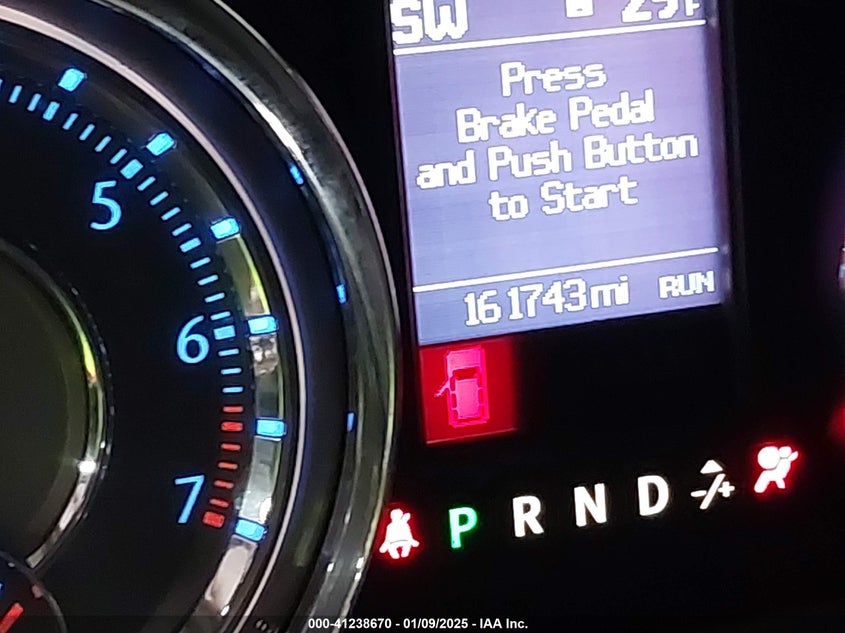 SW 29F
Press
Brake Pedal
and Push Button
to Start
161743 mi RUN
5
6
7
P R N D -/+
000-41238670 - 01/09/2025 - IAA Inc.